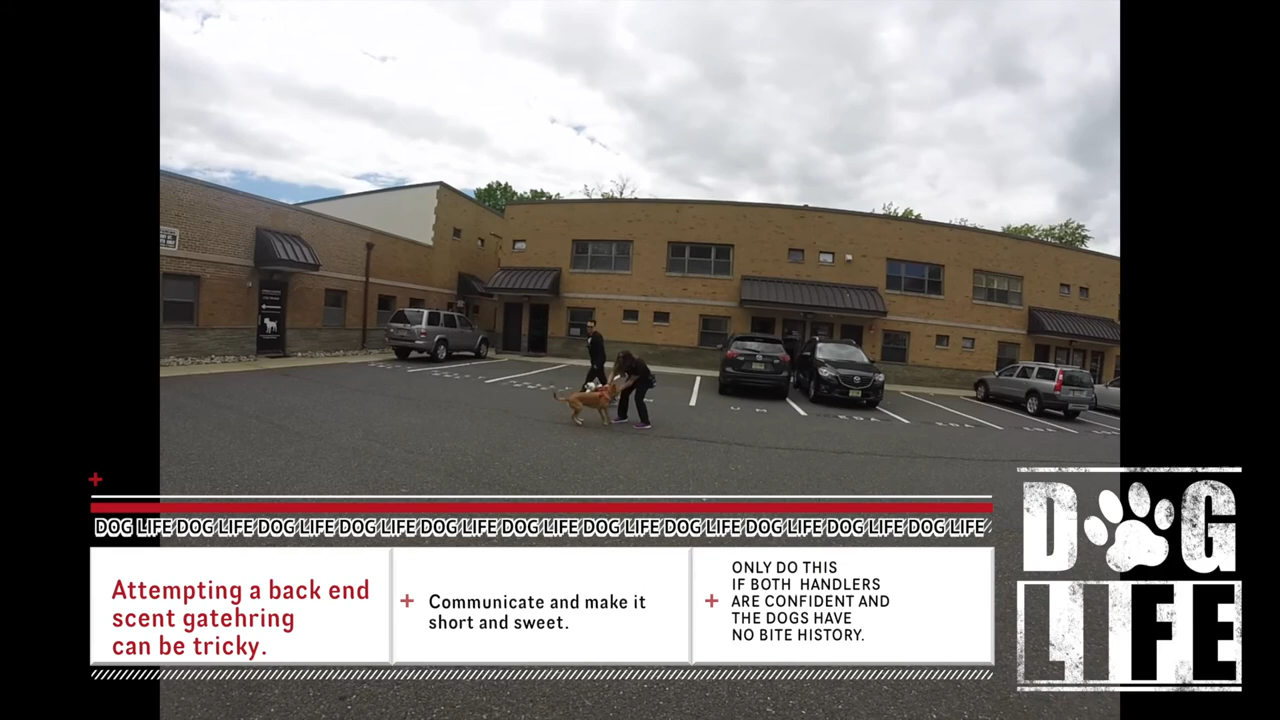 DOG LIFE DOG LIFE DOG LIFE DOG LIFE DOG LIFE DOG LIFE DOG LIFE DOG LIFE DOG LIFE DOG LIFE DOG LIFE
Attempting a back end
scent gatehring
can be tricky.
+ Communicate and make it
short and sweet.
+ ONLY DO THIS
IF BOTH HANDLERS
ARE CONFIDENT AND
THE DOGS HAVE
NO BITE HISTORY.
DOG
LIFE